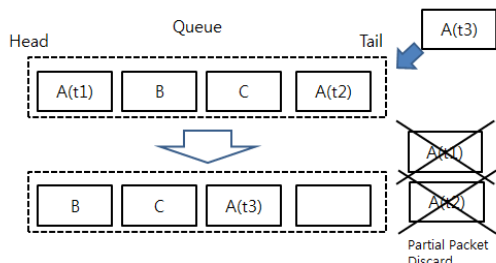 Queue
Head
Tail
A(t3)
A(t1)
B
C
A(t2)
B
C
A(t3)
A(t1)
A(t2)
Partial Packet
Discard